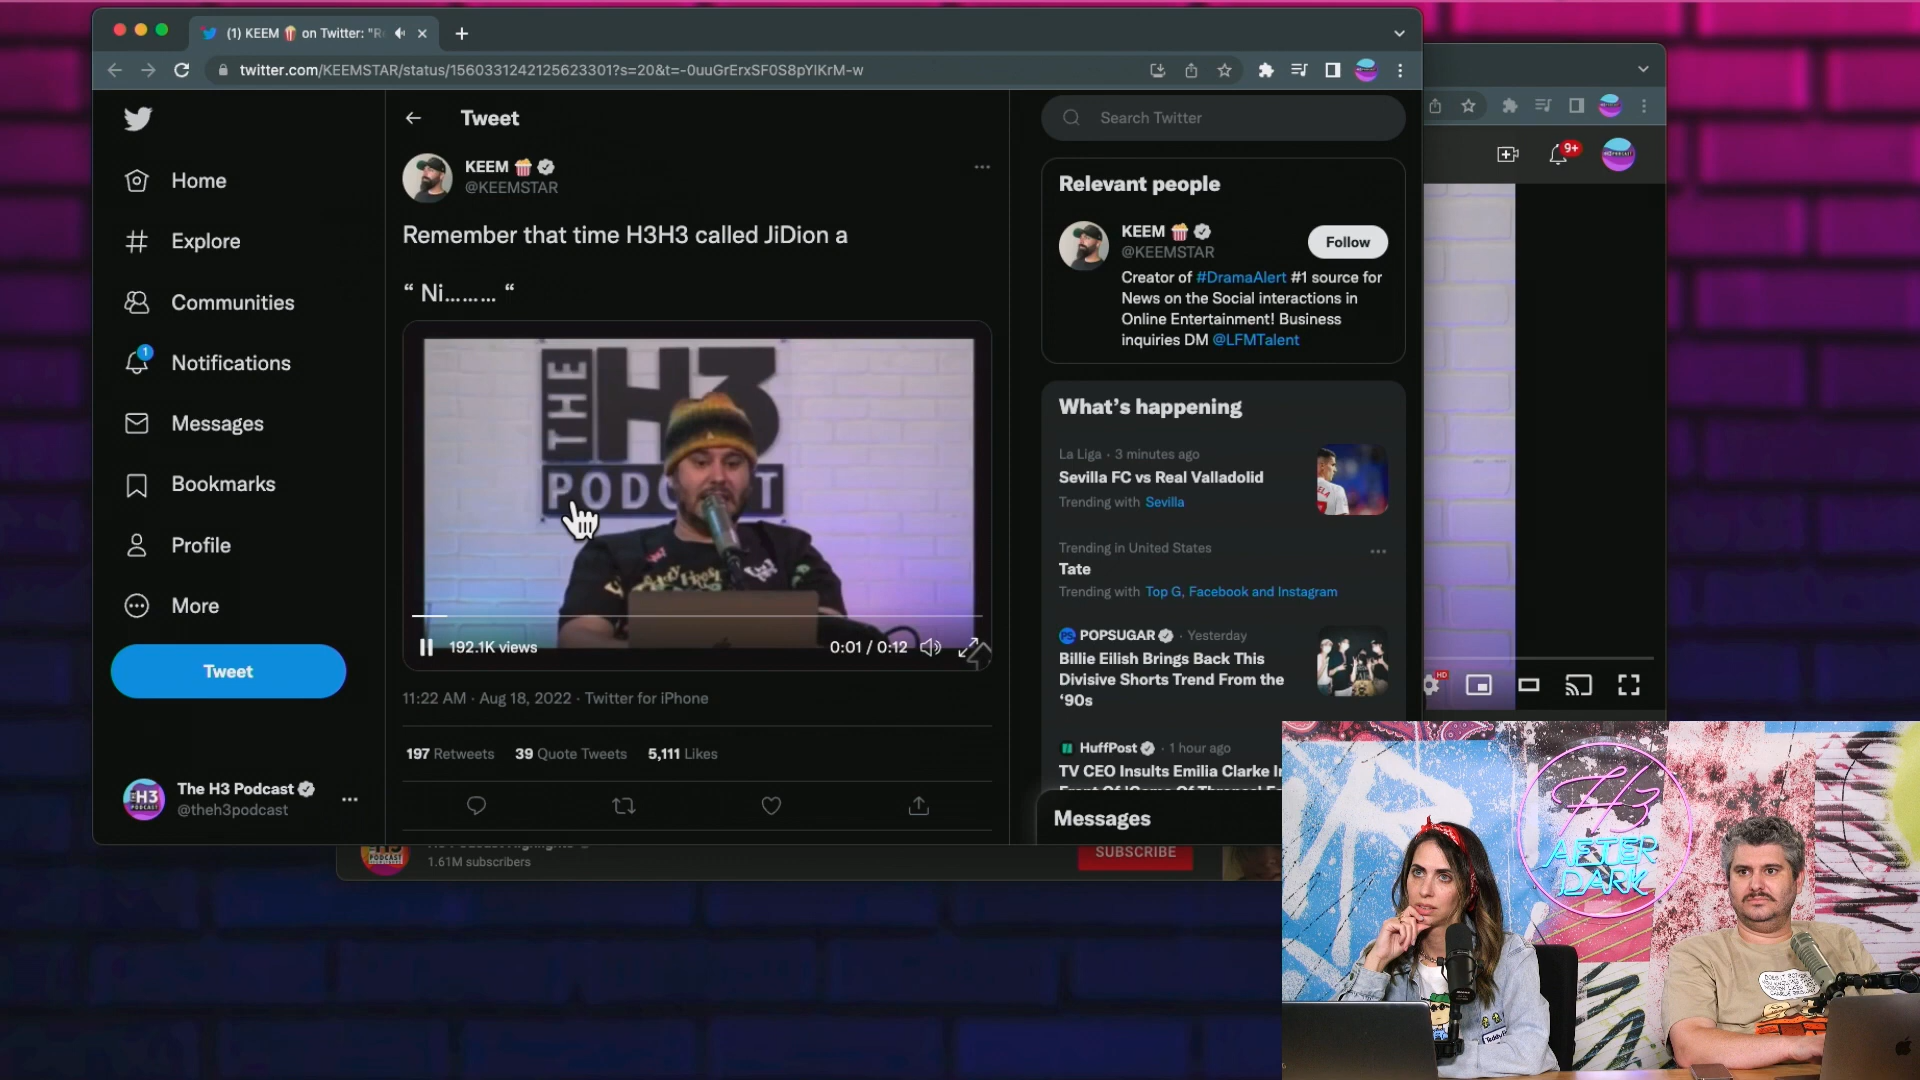 (1) KEEM 🍿 on Twitter: "R
twitter.com/KEEMSTAR/status/1560331242125623301?s=20&t=-0uuGrErxSF0S8pYlKrM-w
Home
Explore
Communities
1
Notifications
Messages
Bookmarks
Profile
More
Tweet
The H3 Podcast
@theh3podcast
Tweet
KEEM 🍿
@KEEMSTAR
Remember that time H3H3 called JiDion a
“ Ni……… “
THE H3
PODCAST
192.1K views
0:01 / 0:12
11:22 AM · Aug 18, 2022 · Twitter for iPhone
197 Retweets 39 Quote Tweets 5,111 Likes
Search Twitter
Relevant people
KEEM 🍿
@KEEMSTAR
Follow
Creator of #DramaAlert #1 source for
News on the Social interactions in
Online Entertainment! Business
inquiries DM @LFMTalent
What’s happening
La Liga · 3 minutes ago
Sevilla FC vs Real Valladolid
Trending with Sevilla
Trending in United States
Tate
Trending with Top G, Facebook and Instagram
POPSUGAR · Yesterday
Billie Eilish Brings Back This
Divisive Shorts Trend From the
‘90s
HuffPost · 1 hour ago
TV CEO Insults Emilia Clarke I
Messages
9+
HD
1.61M subscribers
SUBSCRIBE
H3
AFTER
DARK